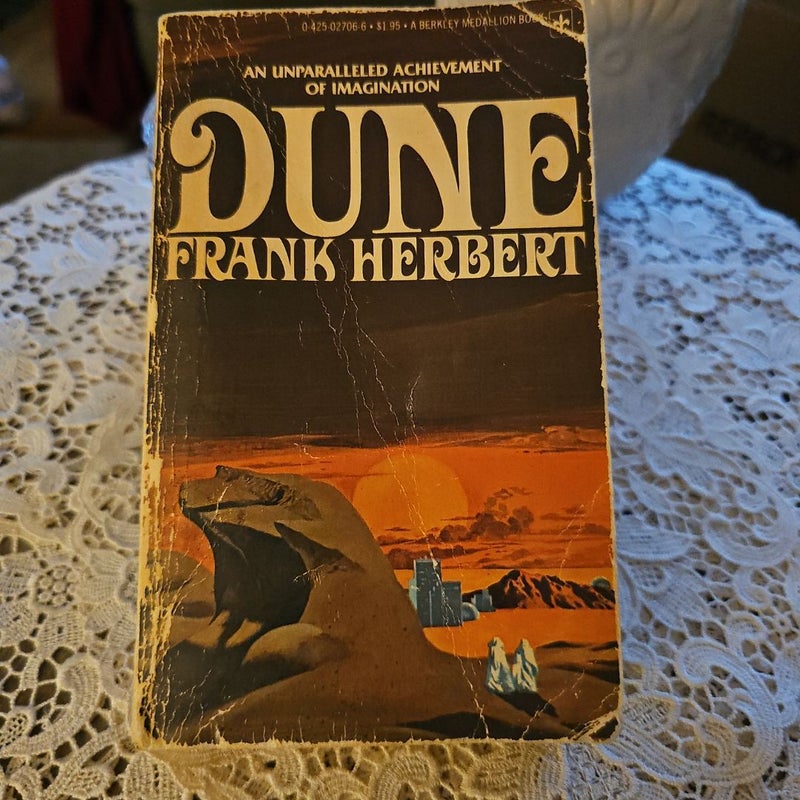 0-425-02706-6 • $1.95 • A BERKLEY MEDALLION BOOK
AN UNPARALLELED ACHIEVEMENT
OF IMAGINATION
DUNE
FRANK HERBERT